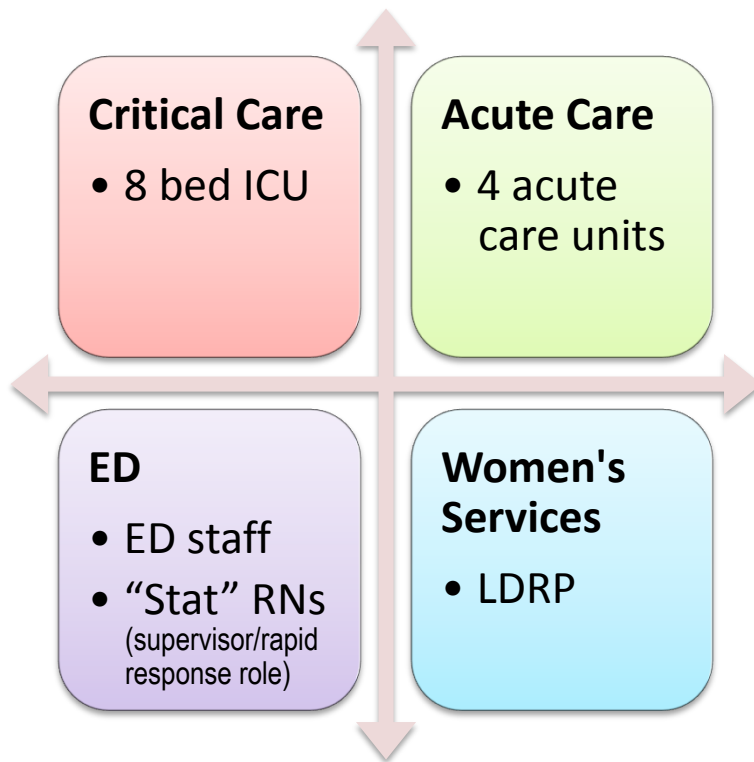 Critical Care
• 8 bed ICU
Acute Care
• 4 acute
care units
ED
• ED staff
• “Stat” RNs
(supervisor/rapid
response role)
Women's
Services
• LDRP